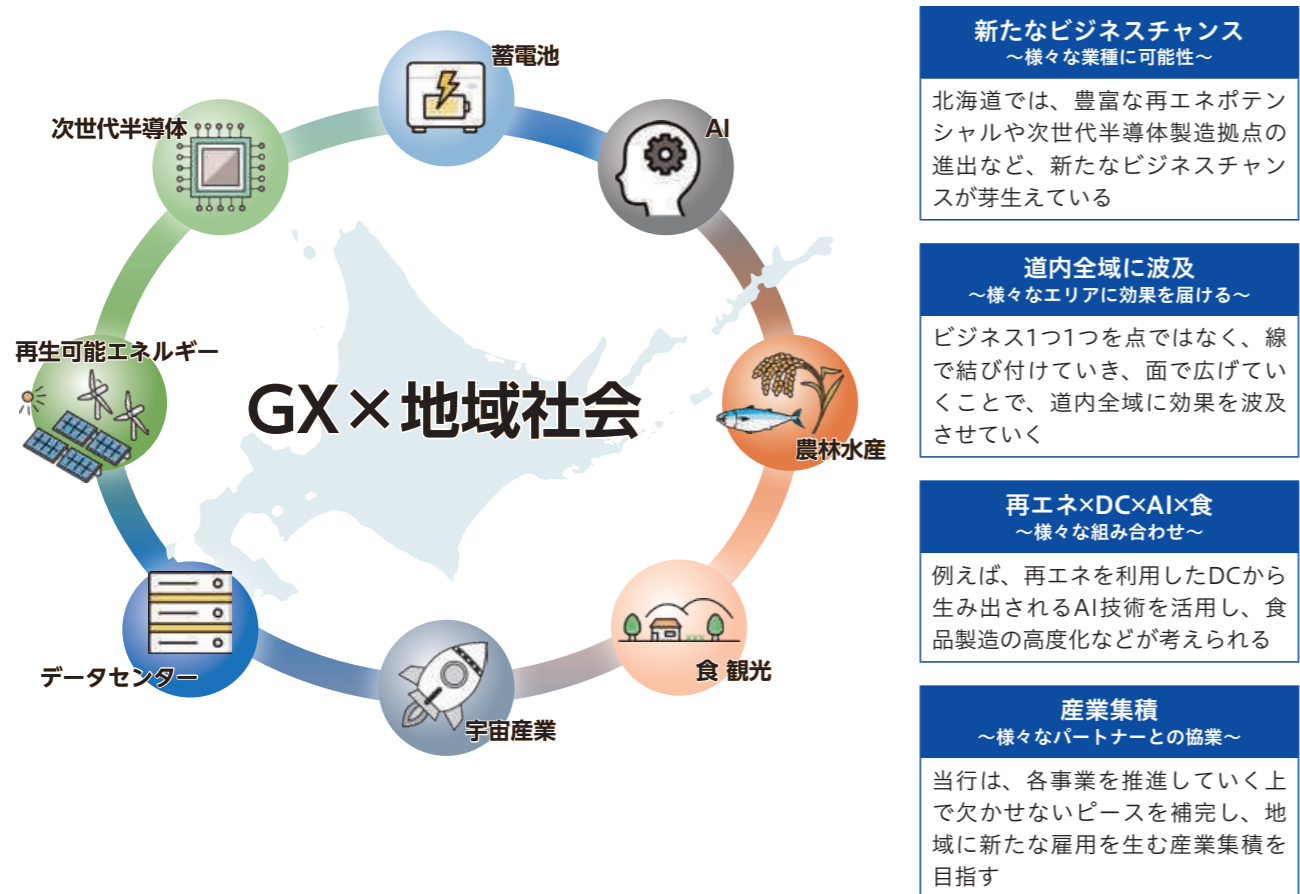 蓄電池
次世代半導体
AI
再生可能エネルギー
GX×地域社会
農林水産
データセンター
食 観光
宇宙産業
新たなビジネスチャンス
~様々な業種に可能性~
北海道では、豊富な再エネポテン
シャルや次世代半導体製造拠点の
進出など、新たなビジネスチャン
スが芽生えている
道内全域に波及
~様々なエリアに効果を届ける~
ビジネス1つ1つを点ではなく、線
で結び付けていき、面で広げてい
くことで、道内全域に効果を波及
させていく
再エネ×DC×AI×食
~様々な組み合わせ~
例えば、再エネを利用したDCから
生み出されるAI技術を活用し、食
品製造の高度化などが考えられる
産業集積
~様々なパートナーとの協業~
当行は、各事業を推進していく上
で欠かせないピースを補完し、地
域に新たな雇用を生む産業集積を
目指す